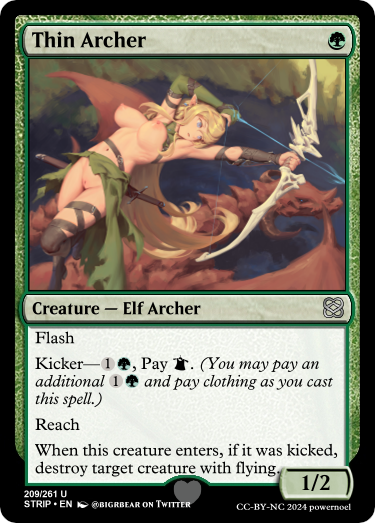 Thin Archer
Creature — Elf Archer
Flash
Kicker—1, Pay . (You may pay an
additional 1 and pay clothing as you cast
this spell.)
Reach
When this creature enters, if it was kicked,
destroy target creature with flying.
1/2
209/261 U
STRIP • EN @BIGRBEAR ON TWITTER
CC-BY-NC 2024 powernoel